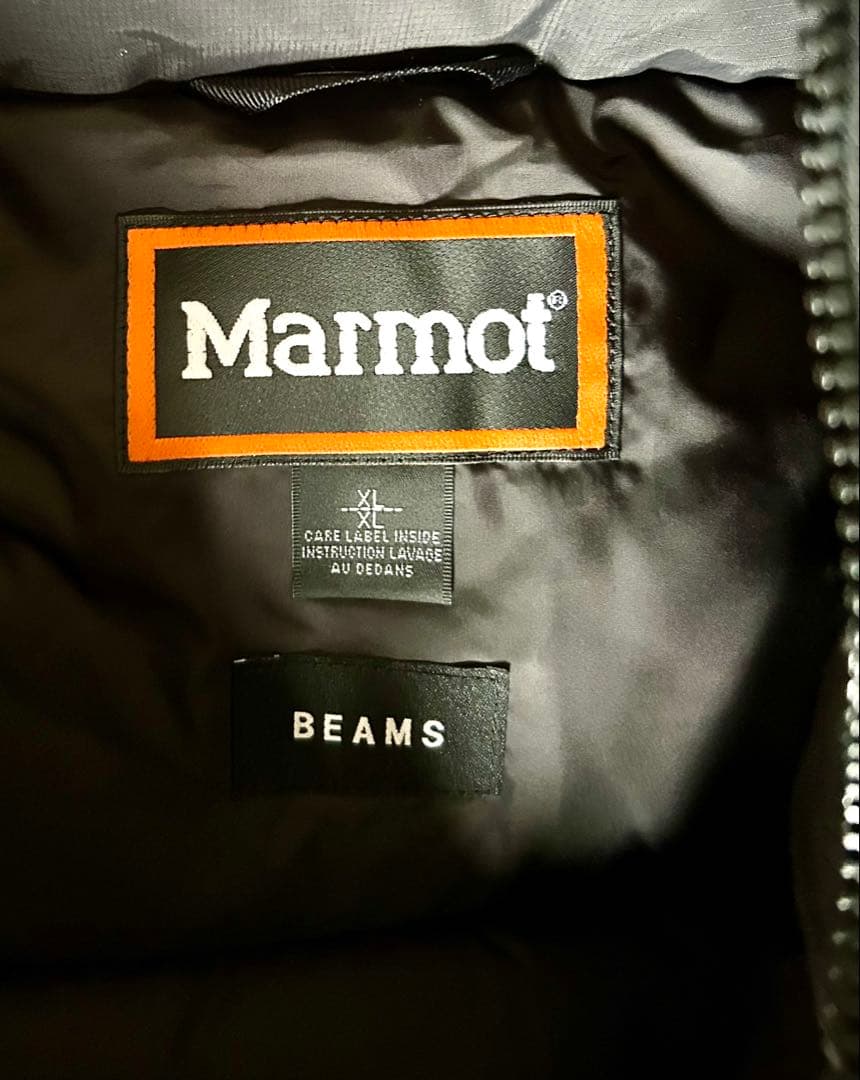 Marmot®
XL
XL
CARE LABEL INSIDE
INSTRUCTION LAVAGE
AU DEDANS
BEAMS